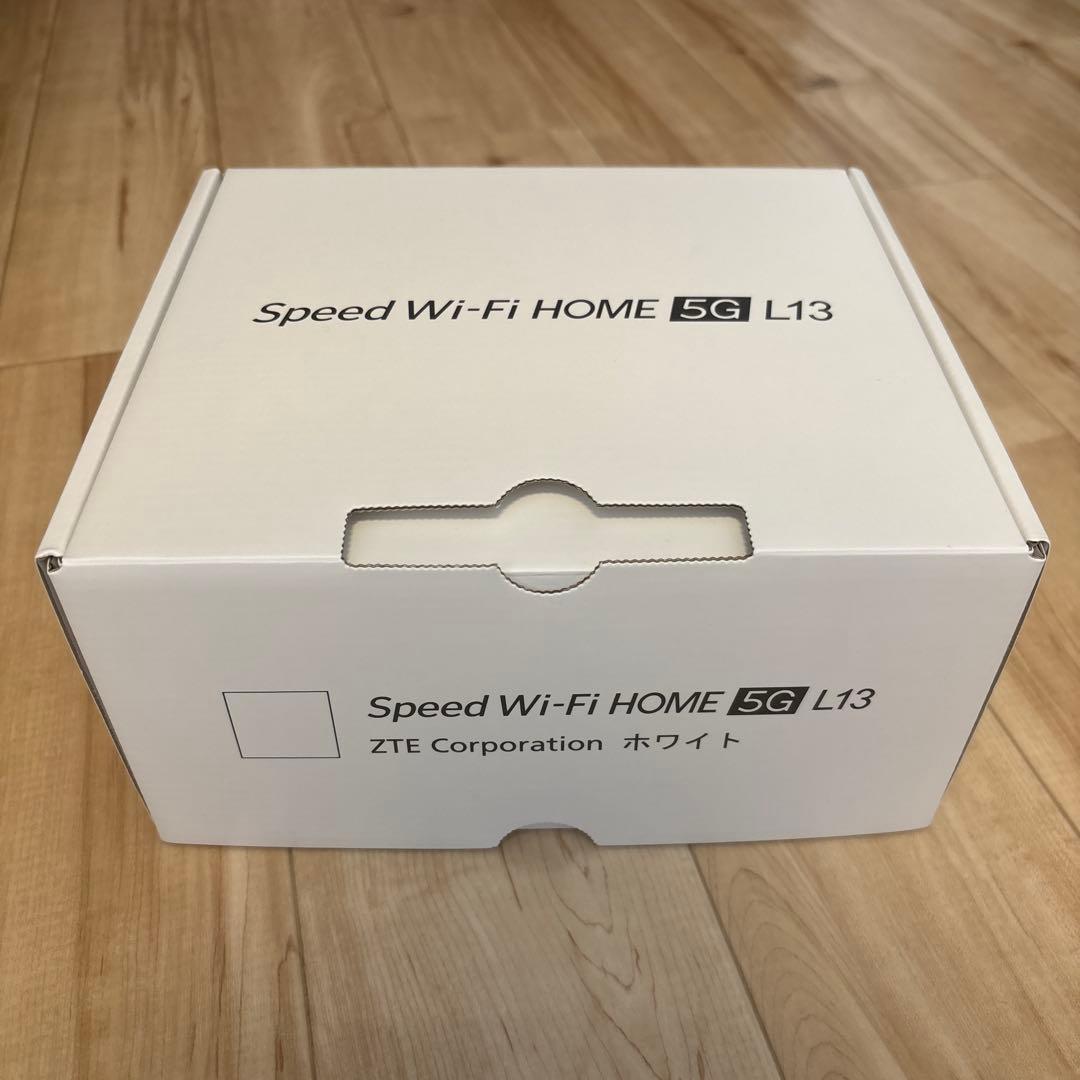 Speed Wi-Fi HOME 5G L13
Speed Wi-Fi HOME 5G L13
ZTE Corporation ホワイト